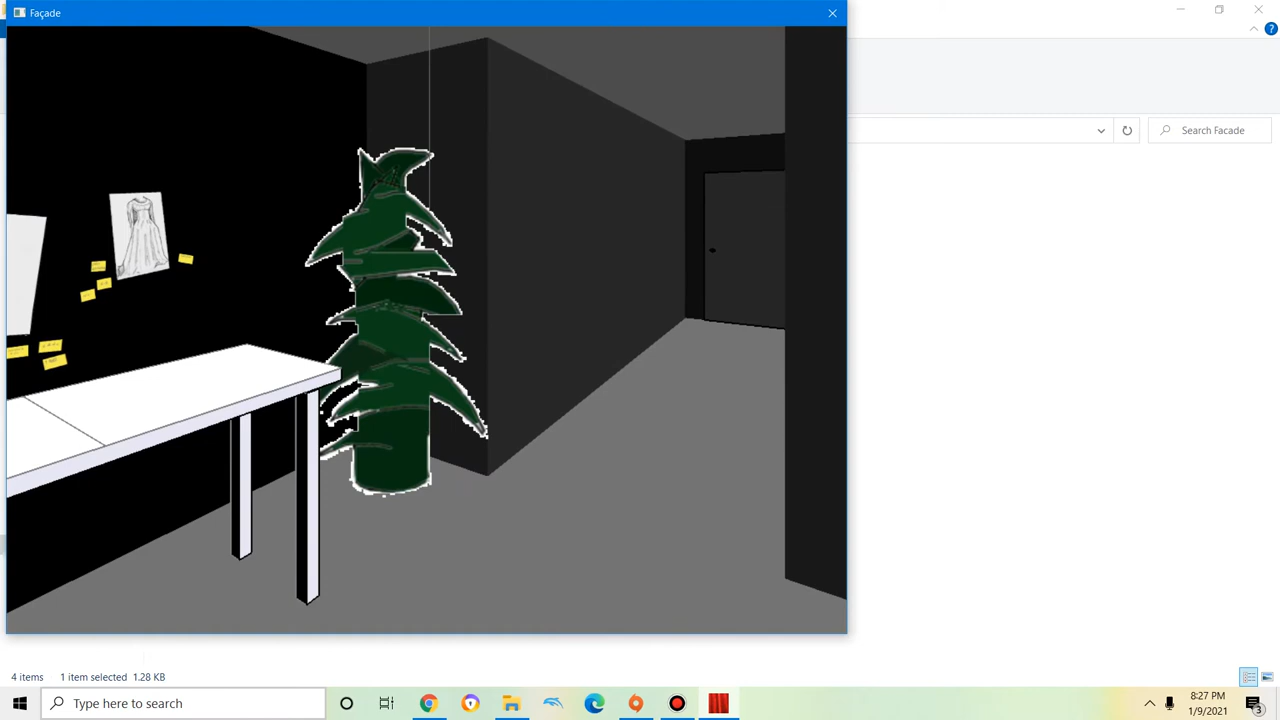 Façade
Search Facade
4 items 1 item selected 1.28 KB
Type here to search
8:27 PM
1/9/2021
3